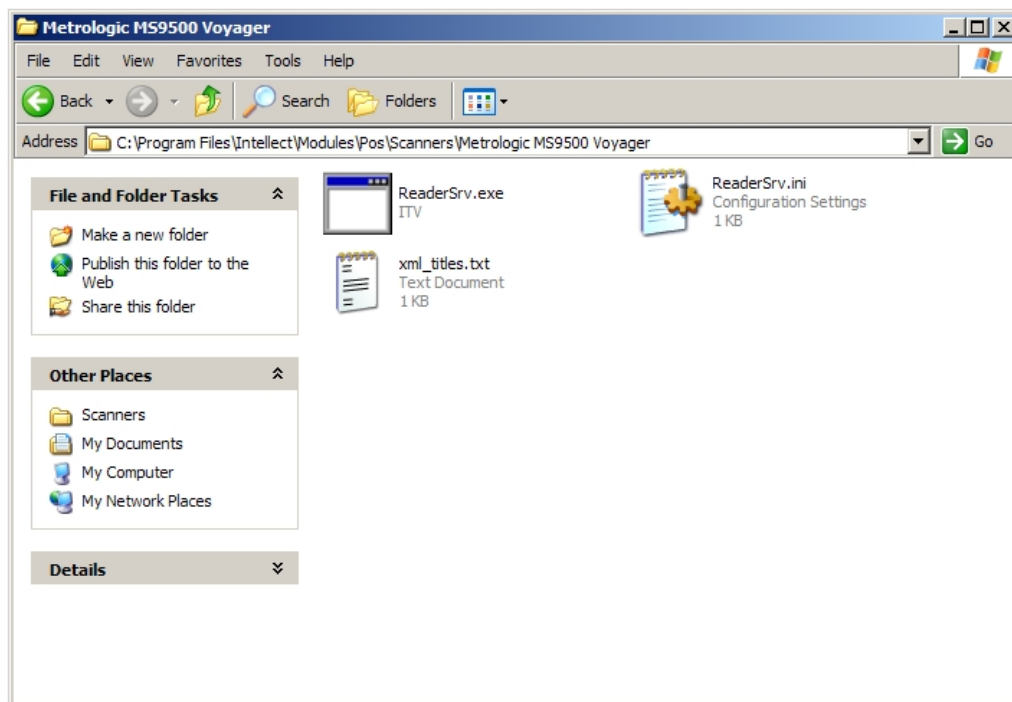 Metrologic MS9500 Voyager
File Edit View Favorites Tools Help
Back Search Folders
Address C:\Program Files\Intellect\Modules\Pos\Scanners\Metrologic MS9500 Voyager Go
File and Folder Tasks
Make a new folder
Publish this folder to the
Web
Share this folder
Other Places
Scanners
My Documents
My Computer
My Network Places
Details
ReaderSrv.exe
ITV
ReaderSrv.ini
Configuration Settings
1 KB
xml_titles.txt
Text Document
1 KB